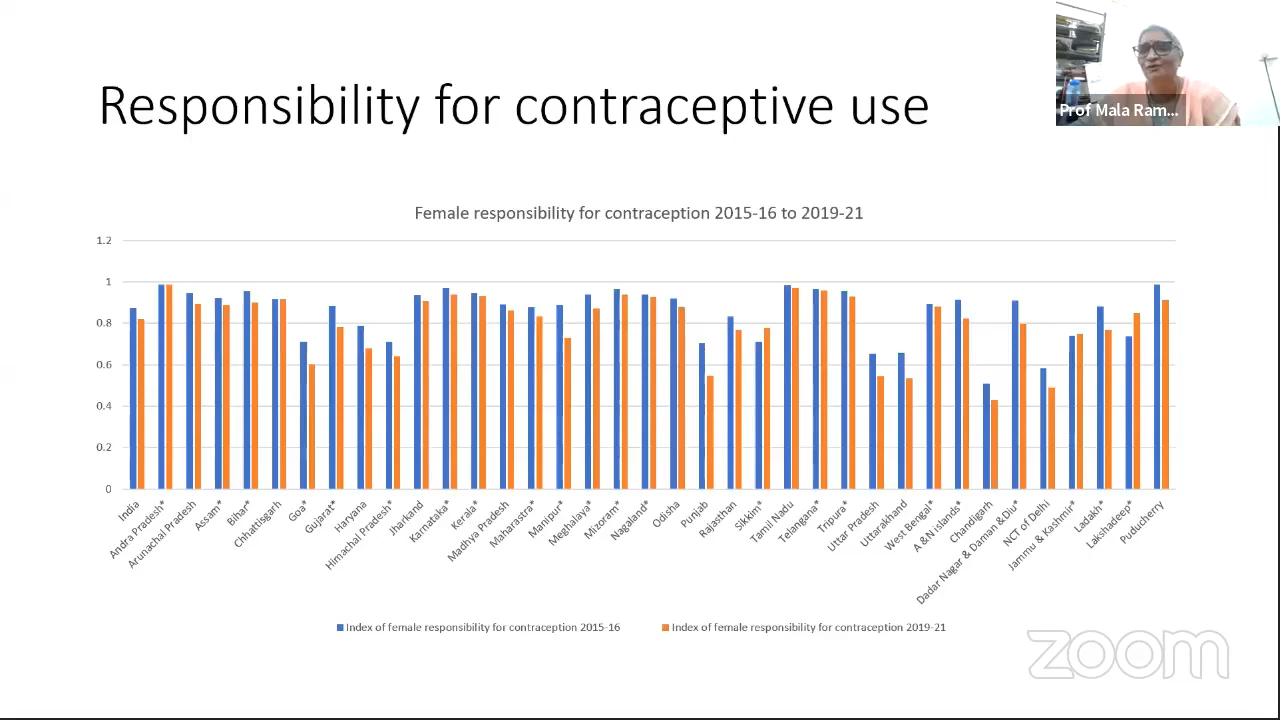 Responsibility for contraceptive use
Prof Mala Ram...
Female responsibility for contraception 2015-16 to 2019-21
1.2
1
0.8
0.6
0.4
0.2
0
India
Andra Pradesh*
Arunachal Pradesh
Assam*
Bihar*
Chhattisgarh
Goa*
Gujarat*
Haryana
Himachal Pradesh*
Jharkand
Karnataka*
Kerala*
Madhya Pradesh
Maharastra*
Manipur*
Meghalaya*
Mizoram*
Nagaland*
Odisha
Punjab
Rajasthan
Sikkim*
Tamil Nadu
Telangana*
Tripura*
Uttar Pradesh
Uttarakhand
West Bengal*
A &N islands*
Chandigarh
Dadar Nagar & Daman &Diu*
NCT of Delhi
Jammu & Kashmir*
Ladakh*
Lakshadeep*
Puducherry
Index of female responsibility for contraception 2015-16
Index of female responsibility for contraception 2019-21
zoom